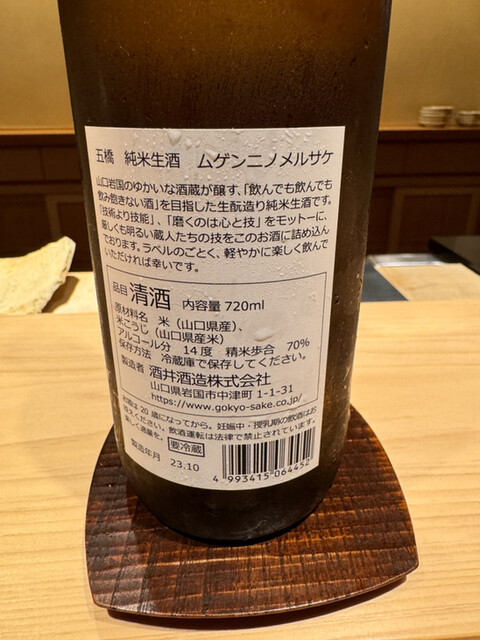 五橋　純米生酒　ムゲンニノメルサケ
山口岩国のゆかいな酒蔵が醸す、「飲んでも飲んでも
飲み飽きない酒」を目指した生酛造り純米生酒です。
「技術より技能」、「磨くのは心と技」をモットーに、
厳しくも明るい蔵人たちの技をこのお酒に詰め込ん
でおります。ラベルのごとく、軽やかに楽しく飲んで
いただければ幸いです。
品目 清酒 内容量 720ml
原材料名　米（山口県産）、
米こうじ（山口県産米）
アルコール分　14度　精米歩合　70%
保存方法　冷蔵庫で保存してください。
製造者 酒井酒造株式会社
山口県岩国市中津町 1-1-31
https://www.gokyo-sake.co.jp/
お酒は20歳になってから。妊娠中・授乳期の飲酒はお
控えください。飲酒運転は法律で禁止されています。
楽しく適量を。 要冷蔵
製造年月　23.10
4 993415 064452